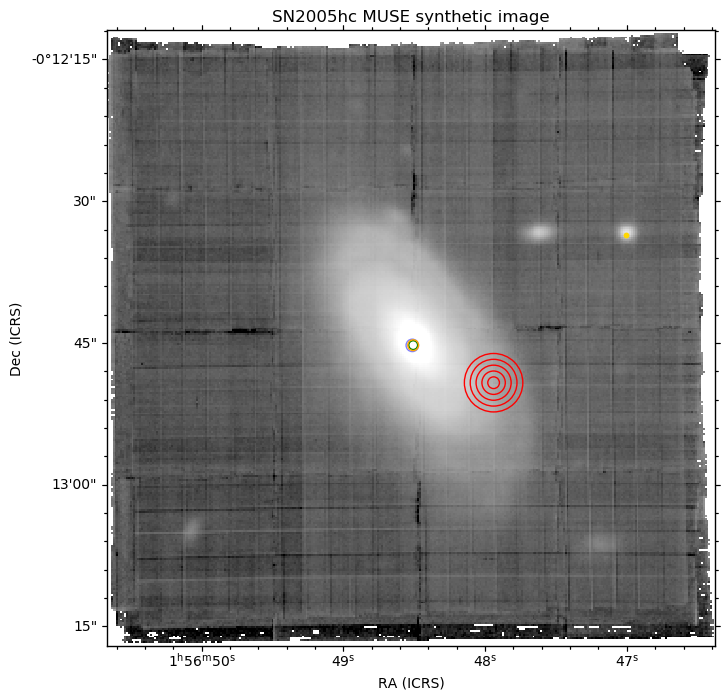 SN2005hc MUSE synthetic image
-0°12'15"
30"
45"
13'00"
15"
Dec (ICRS)
1ʰ56ᵐ50ˢ
49ˢ
48ˢ
47ˢ
RA (ICRS)